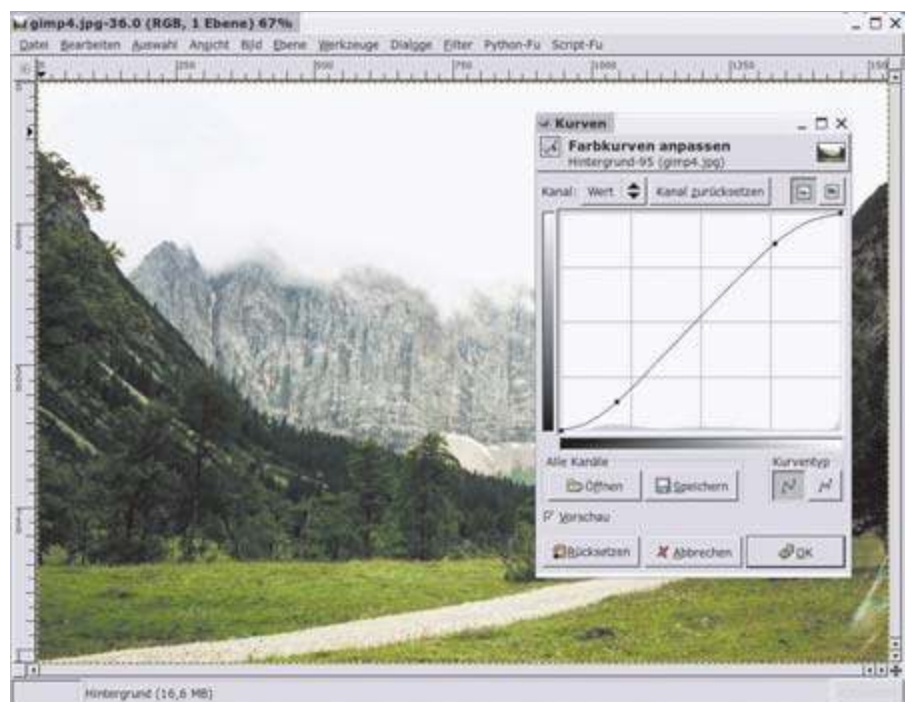 gimp4.jpg-36.0 (RGB, 1 Ebene) 67%
Datei Bearbeiten Auswahl Ansicht Bild Ebene Werkzeuge Dialoge Filter Python-Fu Script-Fu
0 250 500 750 1000 1250 150
Kurven
Farbkurven anpassen
Hintergrund-95 (gimp4.jpg)
Kanal: Wert Kanal zurücksetzen
Alle Kanäle Kurventyp
Öffnen Speichern
Vorschau
Rücksetzen Abbrechen OK
Hintergrund (16,6 MB)